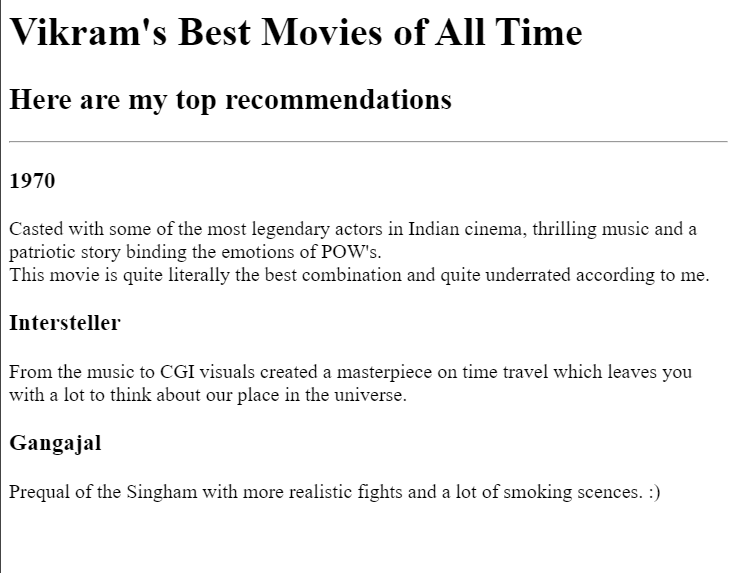 Vikram's Best Movies of All Time
Here are my top recommendations
1970
Casted with some of the most legendary actors in Indian cinema, thrilling music and a
patriotic story binding the emotions of POW's.
This movie is quite literally the best combination and quite underrated according to me.
Intersteller
From the music to CGI visuals created a masterpiece on time travel which leaves you
with a lot to think about our place in the universe.
Gangajal
Prequal of the Singham with more realistic fights and a lot of smoking scences. :)